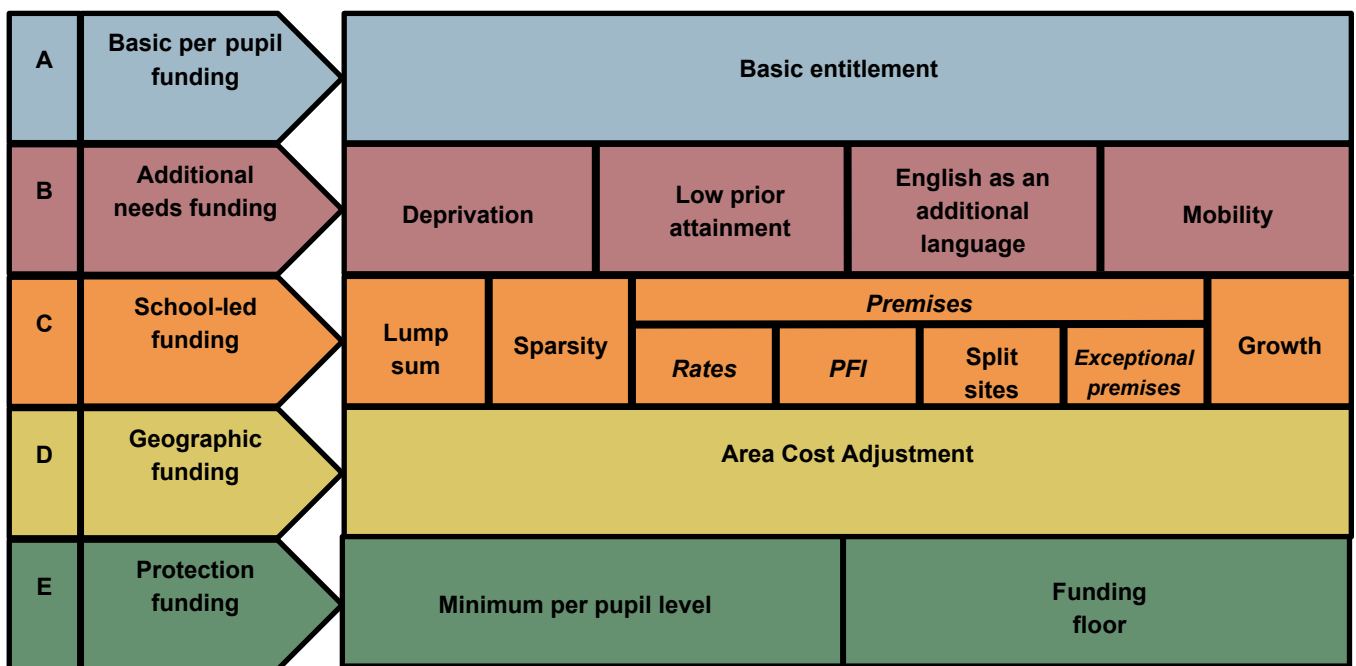 A
Basic per pupil
funding
Basic entitlement
B
Additional
needs funding
Deprivation
Low prior
attainment
English as an
additional
language
Mobility
C
School-led
funding
Lump
sum
Sparsity
Premises
Rates
PFI
Split
sites
Exceptional
premises
Growth
D
Geographic
funding
Area Cost Adjustment
E
Protection
funding
Minimum per pupil level
Funding
floor